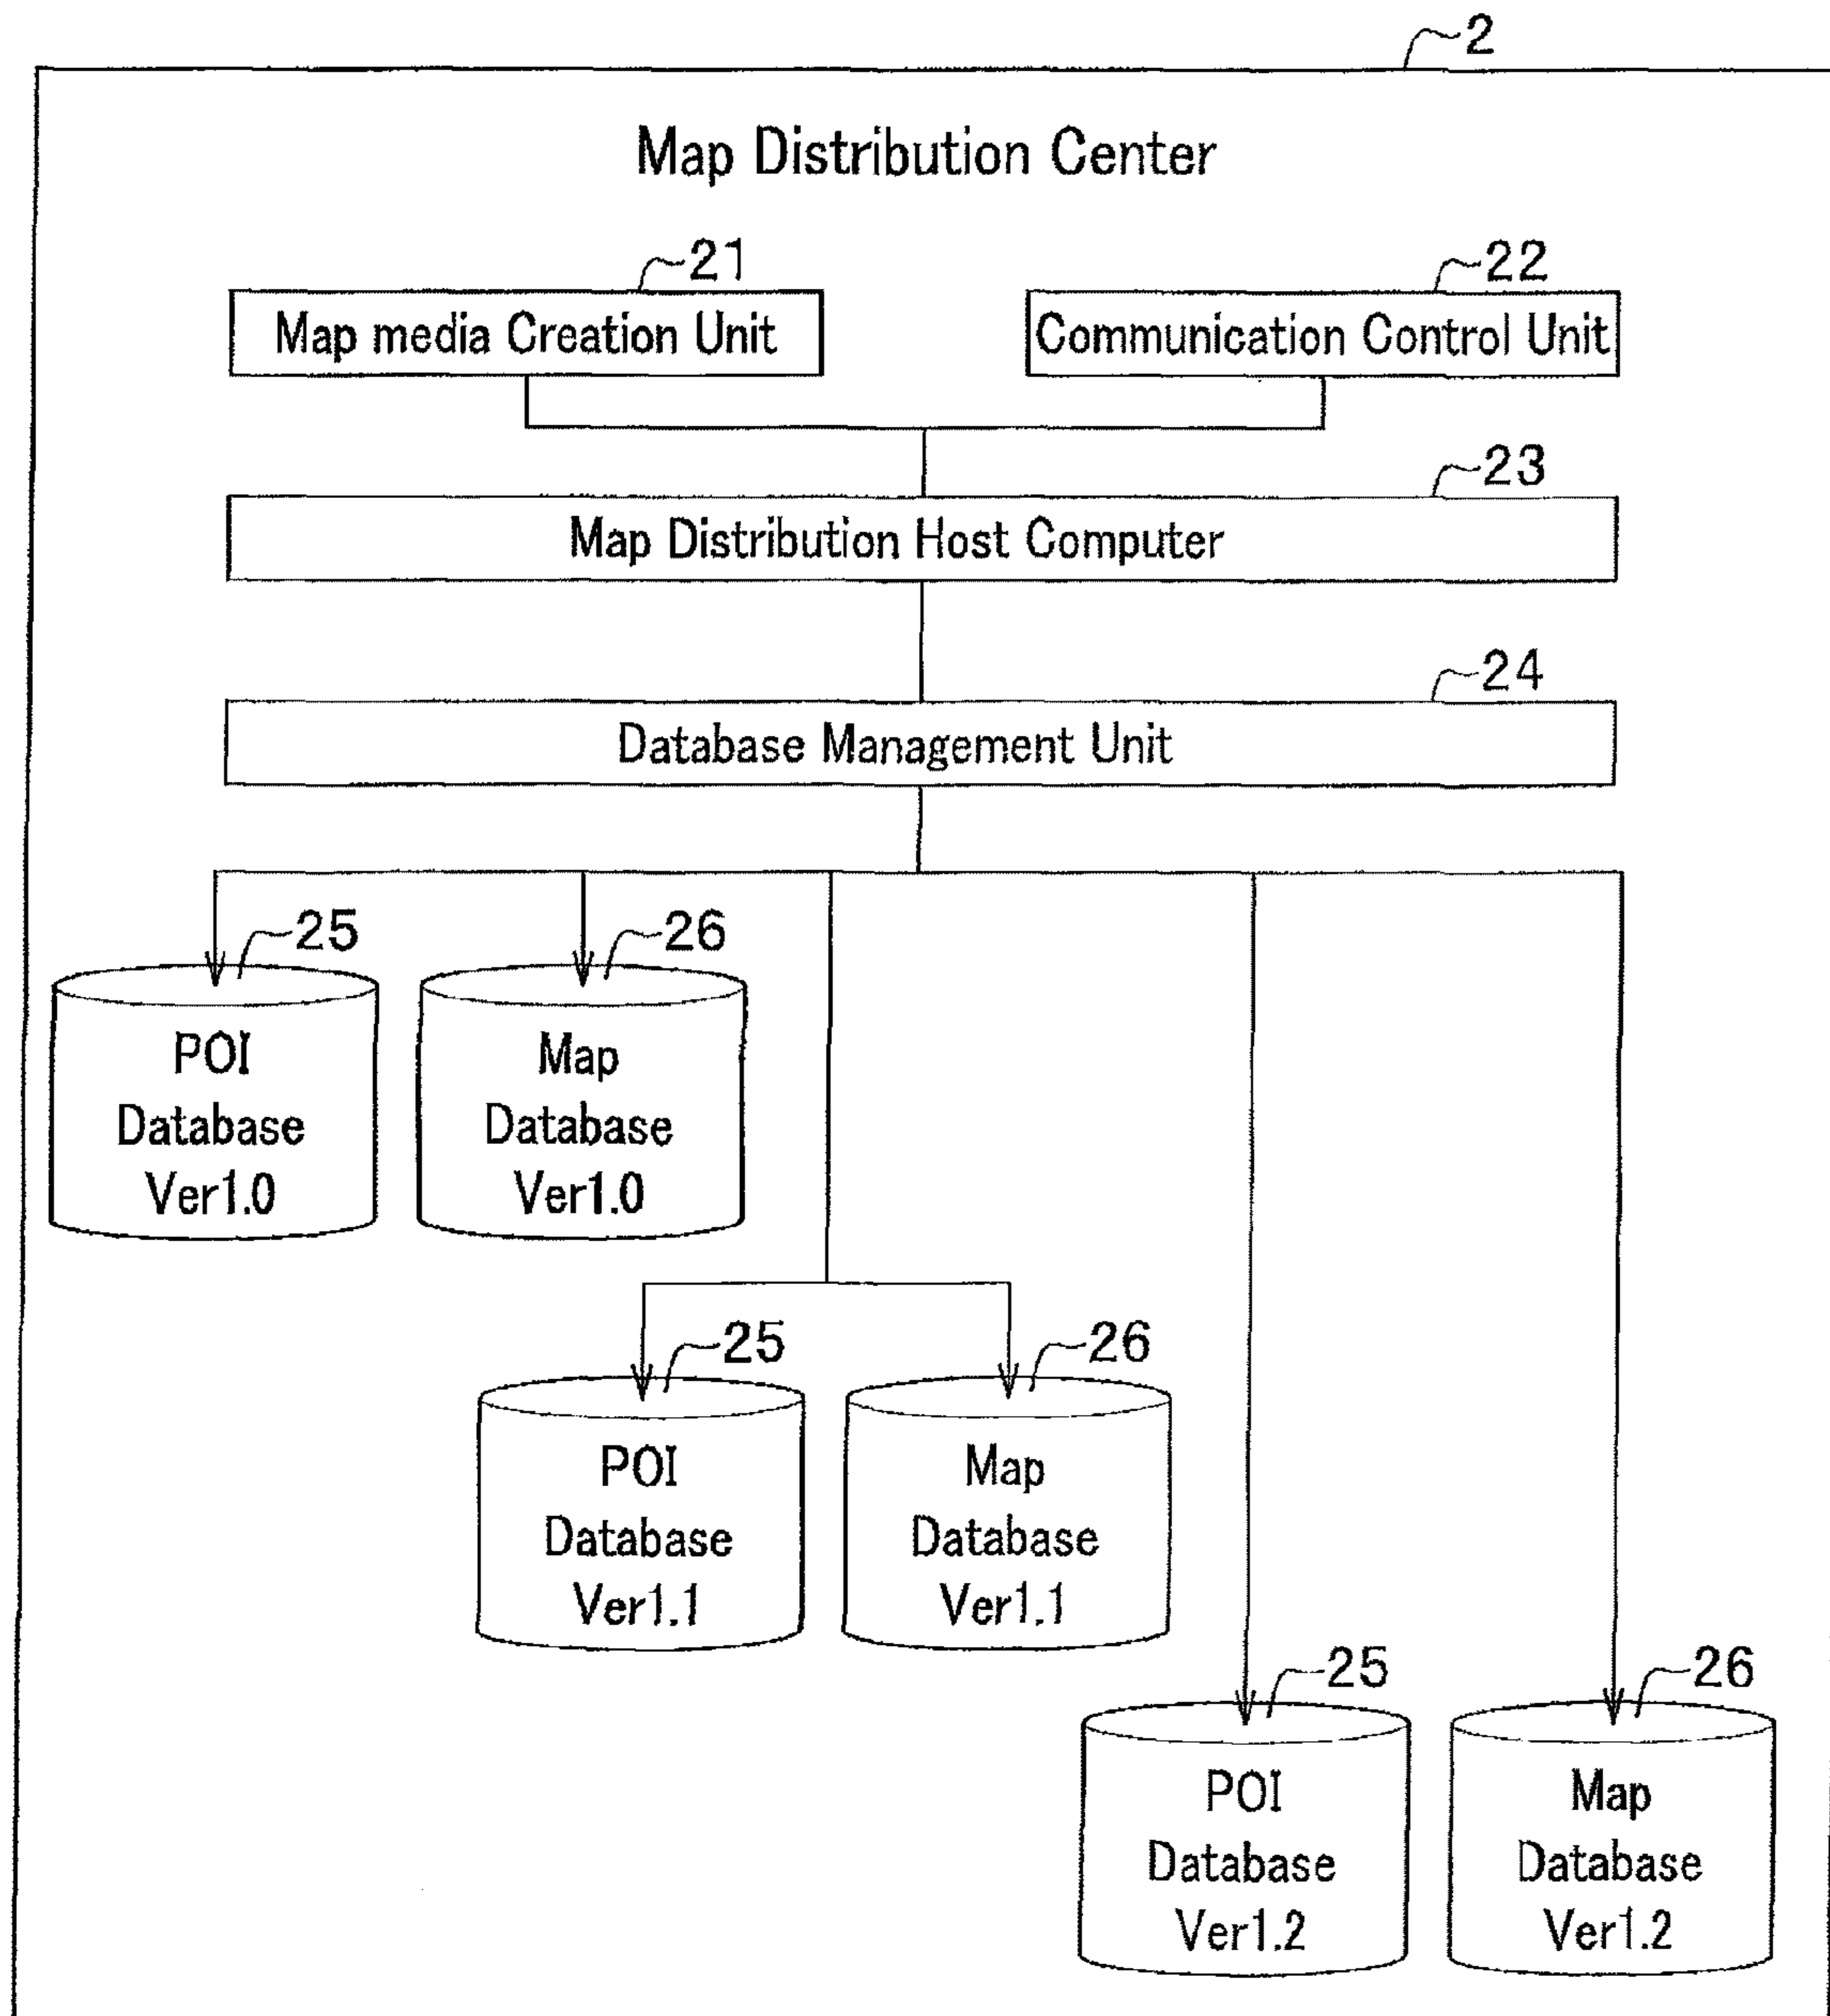 2
Map Distribution Center
21
22
Map media Creation Unit
Communication Control Unit
23
Map Distribution Host Computer
24
Database Management Unit
25
26
POI
Database
Ver1.0
Map
Database
Ver1.0
25
26
POI
Database
Ver1.1
Map
Database
Ver1.1
25
26
POI
Database
Ver1.2
Map
Database
Ver1.2